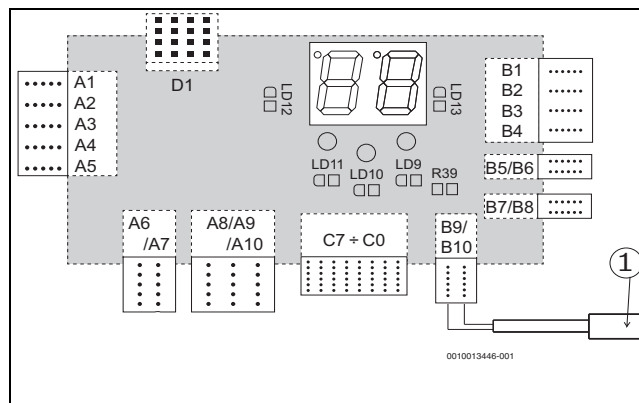 D1
A1
A2
A3
A4
A5
LD12
LD13
B1
B2
B3
B4
LD11
LD10
LD9
R39
B5/B6
B7/B8
A6
/A7
A8/A9
/A10
C7 ÷ C0
B9/
B10
1
0010013446-001